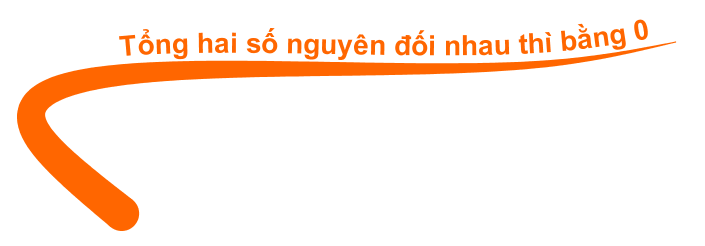 Tổng hai số nguyên đối nhau thì bằng 0